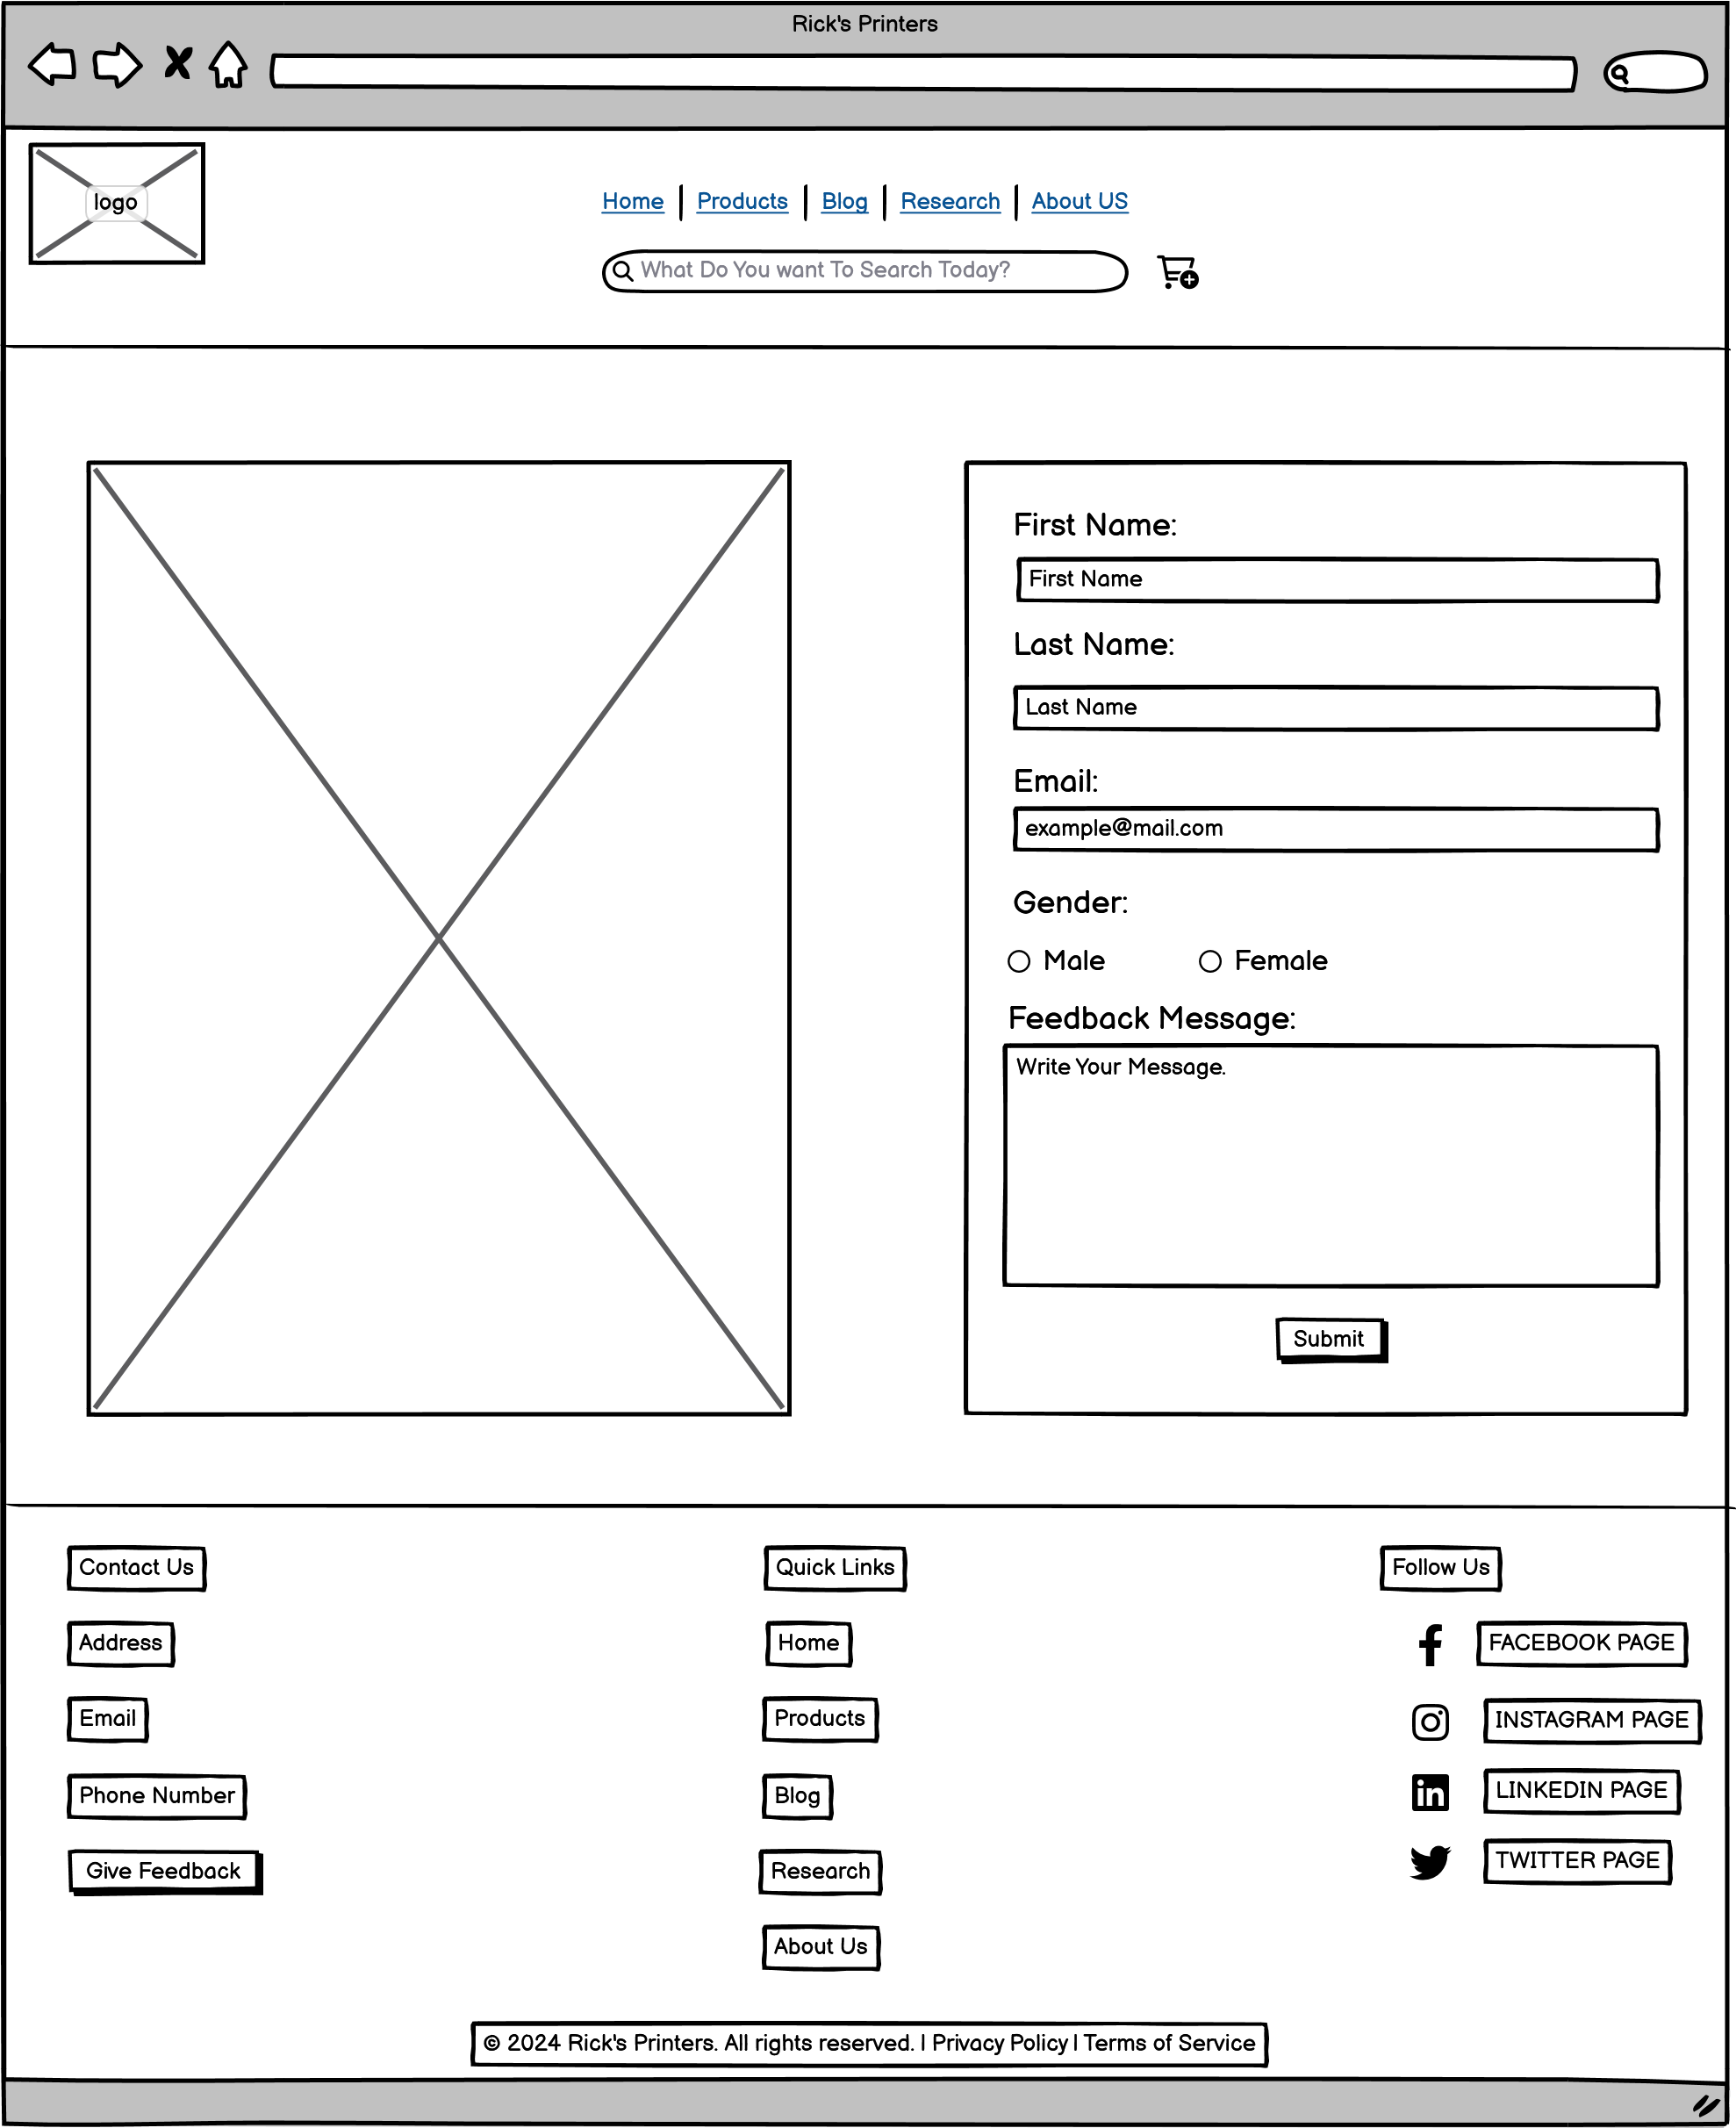 Rick's Printers
logo
Home | Products | Blog | Research | About US
What Do You want To Search Today?
First Name:
First Name
Last Name:
Last Name
Email:
example@mail.com
Gender:
Male Female
Feedback Message:
Write Your Message.
Submit
Contact Us
Address
Email
Phone Number
Give Feedback
Quick Links
Home
Products
Blog
Research
About Us
Follow Us
FACEBOOK PAGE
INSTAGRAM PAGE
LINKEDIN PAGE
TWITTER PAGE
© 2024 Rick's Printers. All rights reserved. | Privacy Policy | Terms of Service